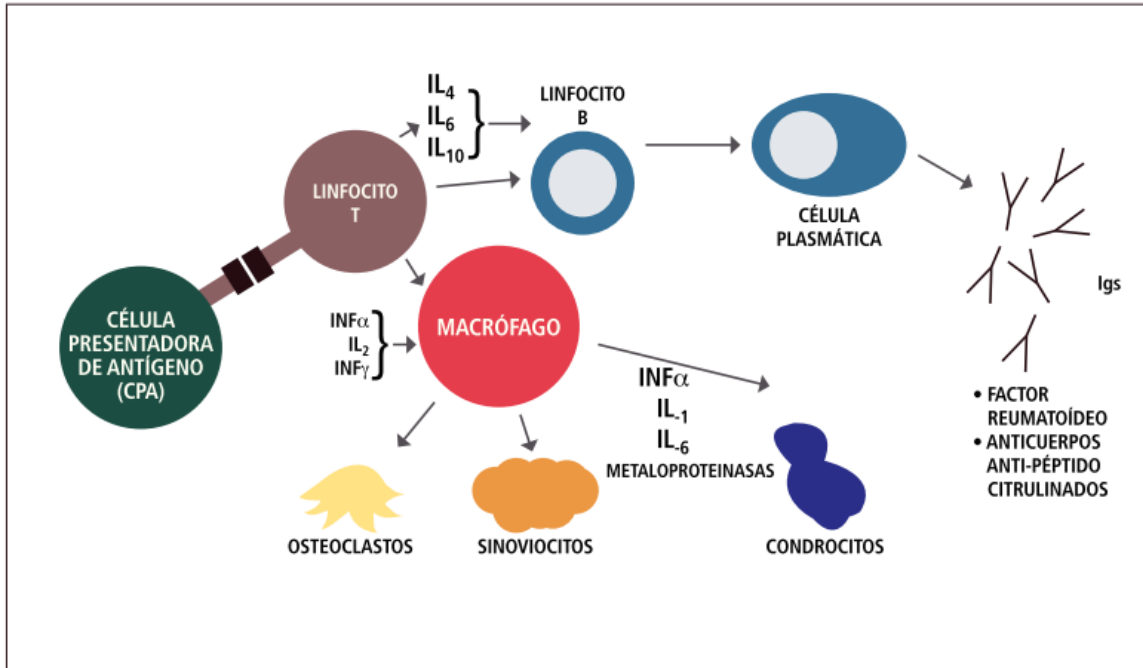 IL4
IL6
IL10
LINFOCITO
B
LINFOCITO
T
CÉLULA
PLASMÁTICA
Igs
CÉLULA
PRESENTADORA
DE ANTÍGENO
(CPA)
INFα
IL2
INFγ
MACRÓFAGO
INFα
IL-1
IL-6
METALOPROTEINASAS
• FACTOR
REUMATOÍDEO
• ANTICUERPOS
ANTI-PÉPTIDO
CITRULINADOS
OSTEOCLASTOS
SINOVIOCITOS
CONDROCITOS